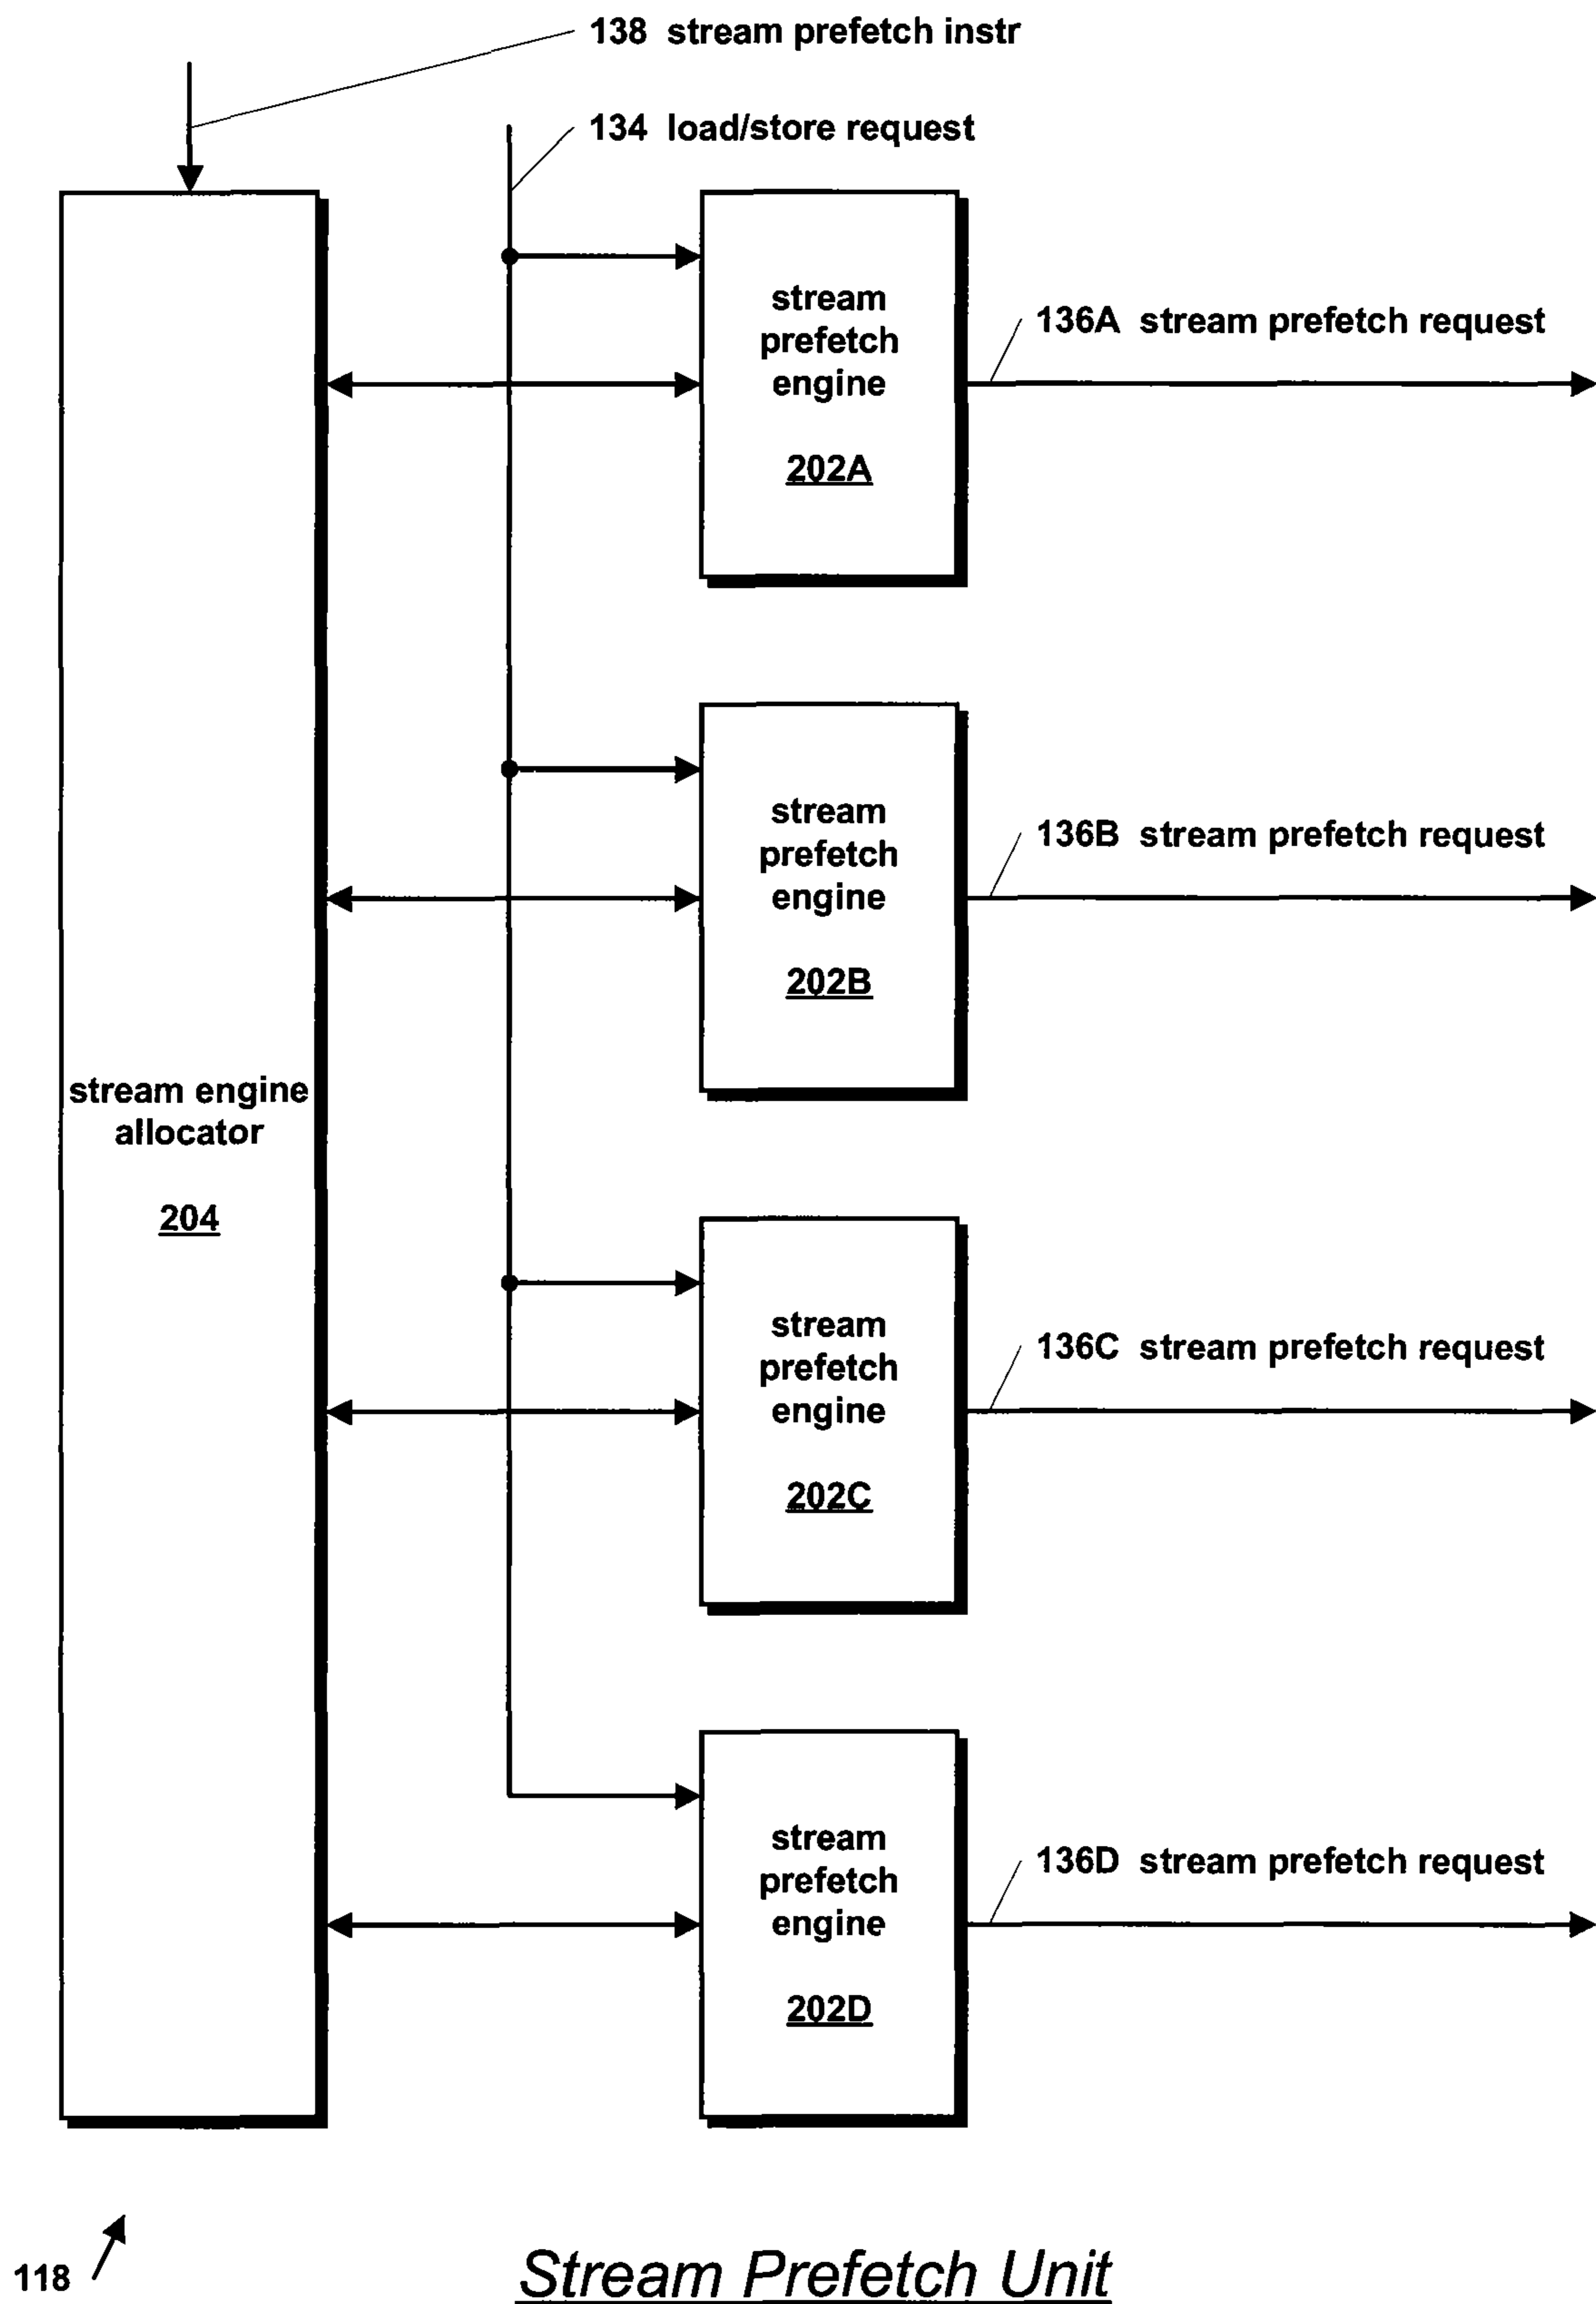 138 stream prefetch instr
134 load/store request
stream
prefetch
engine
202A
136A stream prefetch request
stream
prefetch
engine
202B
136B stream prefetch request
stream engine
allocator
204
stream
prefetch
engine
202C
136C stream prefetch request
stream
prefetch
engine
202D
136D stream prefetch request
118
Stream Prefetch Unit